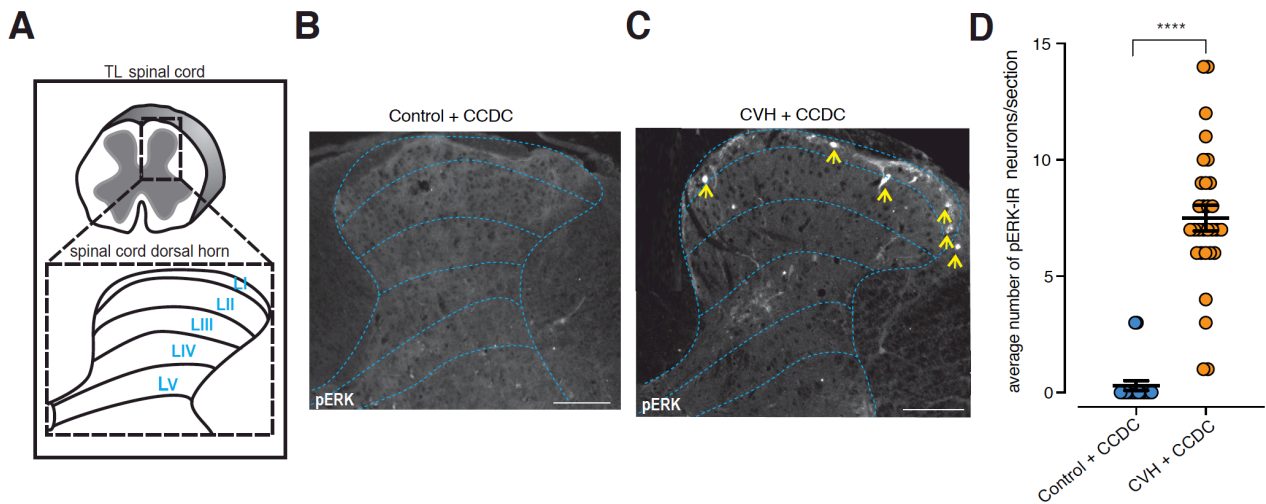 A
TL spinal cord
spinal cord dorsal horn
LI
LII
LIII
LIV
LV
B
Control + CCDC
pERK
C
CVH + CCDC
pERK
D
****
average number of pERK-IR neurons/section
15
10
5
0
Control + CCDC
CVH + CCDC